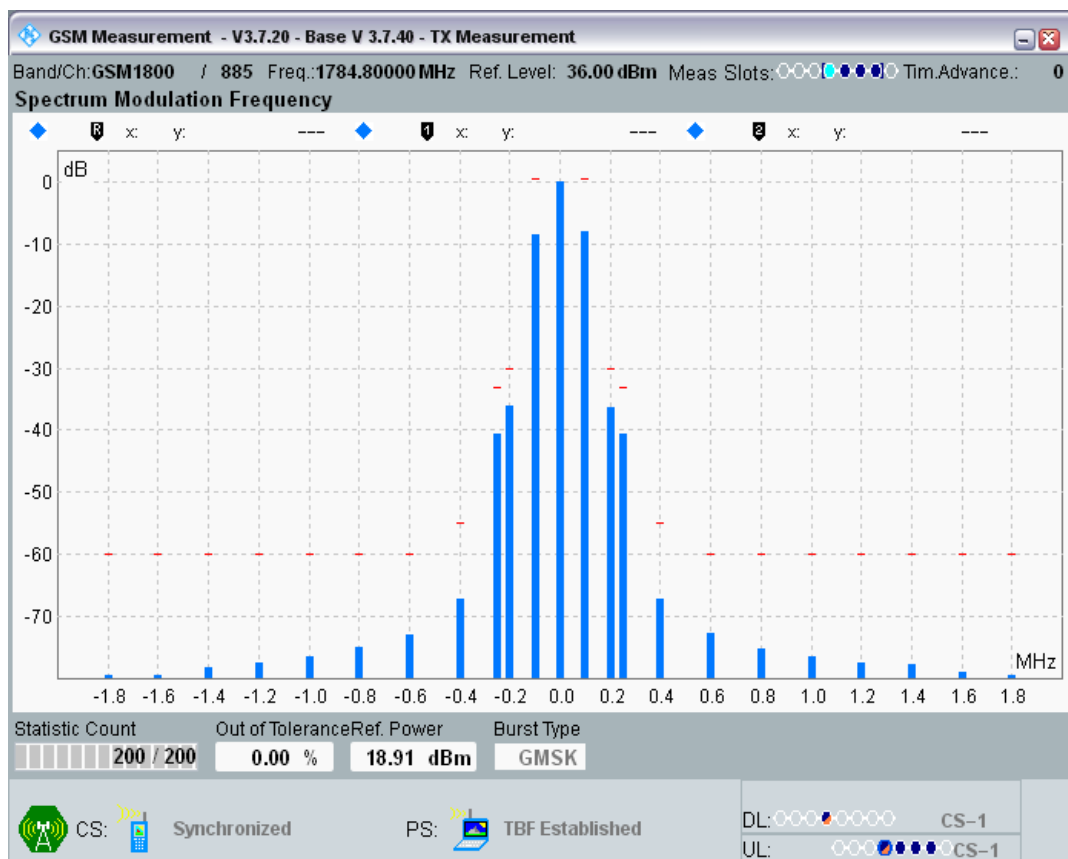 GSM Measurement - V3.7.20 - Base V 3.7.40 - TX Measurement
Band/Ch:GSM1800 / 885 Freq.:1784.80000 MHz Ref. Level: 36.00 dBm Meas Slots: Tim.Advance.: 0
Spectrum Modulation Frequency
R x: y: --- 1 x: y: --- 2 x: y: ---
dB
0
-10
-20
-30
-40
-50
-60
-70
MHz
-1.8 -1.6 -1.4 -1.2 -1.0 -0.8 -0.6 -0.4 -0.2 0.0 0.2 0.4 0.6 0.8 1.0 1.2 1.4 1.6 1.8
Statistic Count Out of Tolerance Ref. Power Burst Type
200 / 200 0.00 % 18.91 dBm GMSK
CS: Synchronized PS: TBF Established DL: CS-1
UL: CS-1